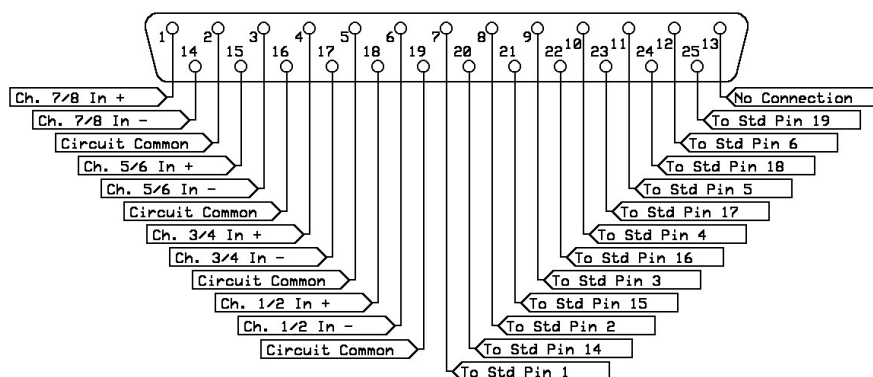 1 2 3 4 5 6 7 8 9 10 11 12 13
14 15 16 17 18 19 20 21 22 23 24 25
Ch. 7/8 In +
No Connection
Ch. 7/8 In -
To Std Pin 19
Circuit Common
To Std Pin 6
Ch. 5/6 In +
To Std Pin 18
Ch. 5/6 In -
To Std Pin 5
Circuit Common
To Std Pin 17
Ch. 3/4 In +
To Std Pin 4
Ch. 3/4 In -
To Std Pin 16
Circuit Common
To Std Pin 3
Ch. 1/2 In +
To Std Pin 15
Ch. 1/2 In -
To Std Pin 2
Circuit Common
To Std Pin 14
To Std Pin 1